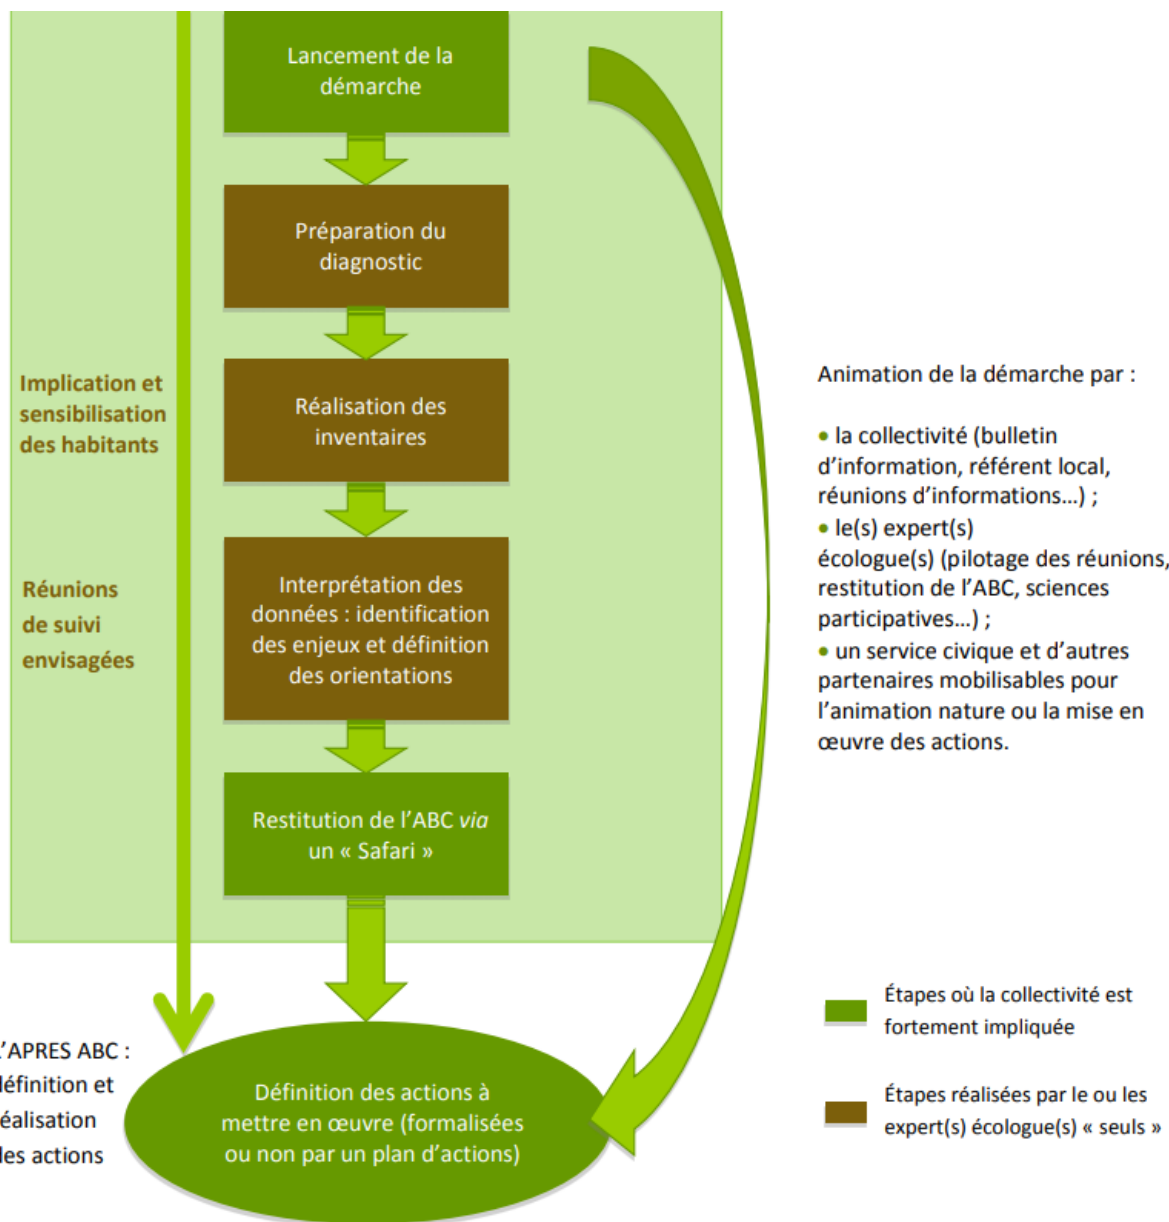 Lancement de la
démarche
Préparation du
diagnostic
Implication et
sensibilisation
des habitants
Réalisation des
inventaires
Réunions
de suivi
envisagées
Interprétation des
données : identification
des enjeux et définition
des orientations
Restitution de l’ABC via
un « Safari »
Animation de la démarche par :
• la collectivité (bulletin
d’information, référent local,
réunions d’informations…) ;
• le(s) expert(s)
écologue(s) (pilotage des réunions,
restitution de l’ABC, sciences
participatives…) ;
• un service civique et d’autres
partenaires mobilisables pour
l’animation nature ou la mise en
œuvre des actions.
’APRES ABC :
éfinition et
éalisation
es actions
Définition des actions à
mettre en œuvre (formalisées
ou non par un plan d’actions)
Étapes où la collectivité est
fortement impliquée
Étapes réalisées par le ou les
expert(s) écologue(s) « seuls »